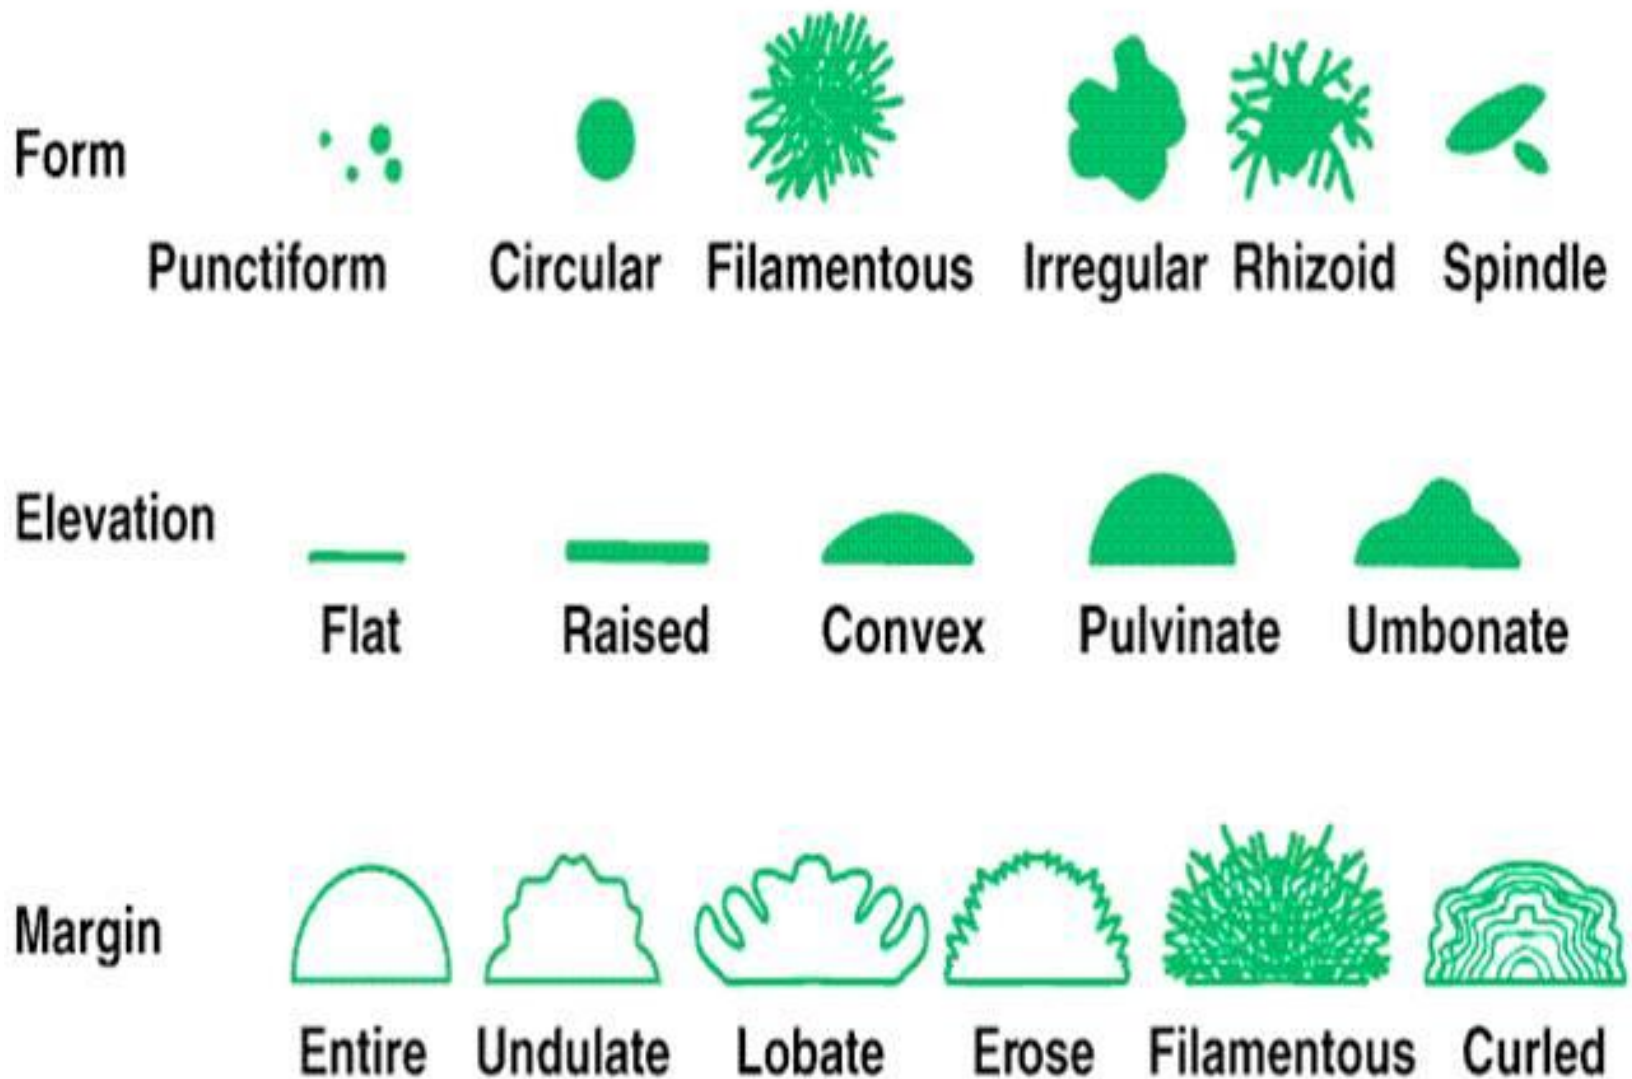 Form
Punctiform Circular Filamentous Irregular Rhizoid Spindle
Elevation
Flat Raised Convex Pulvinate Umbonate
Margin
Entire Undulate Lobate Erose Filamentous Curled